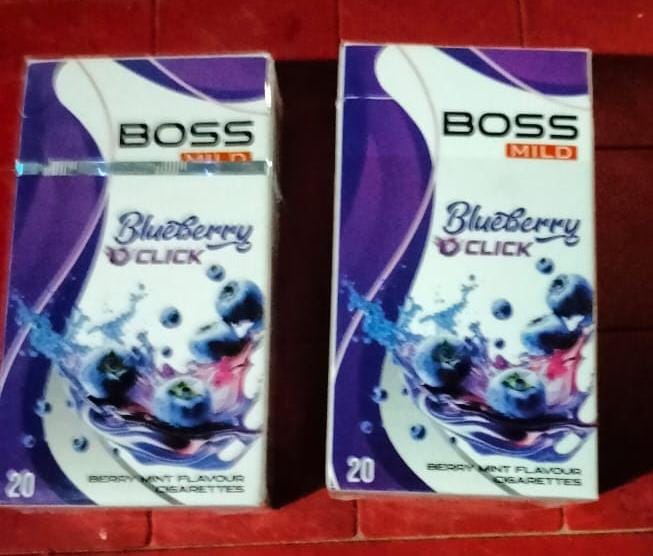 BOSS
MILD
Blueberry
CLICK
20
BERRY MINT FLAVOUR
CIGARETTES
BOSS
MILD
Blueberry
CLICK
20
BERRY MINT FLAVOUR
CIGARETTES